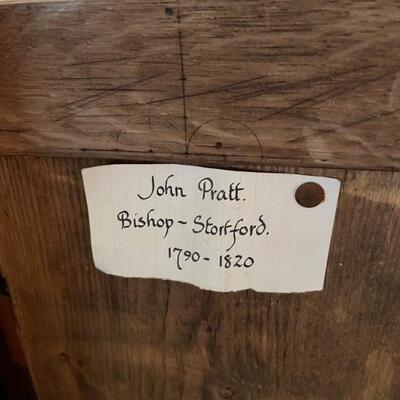 John Pratt.
Bishop - Stortford.
1790 - 1820